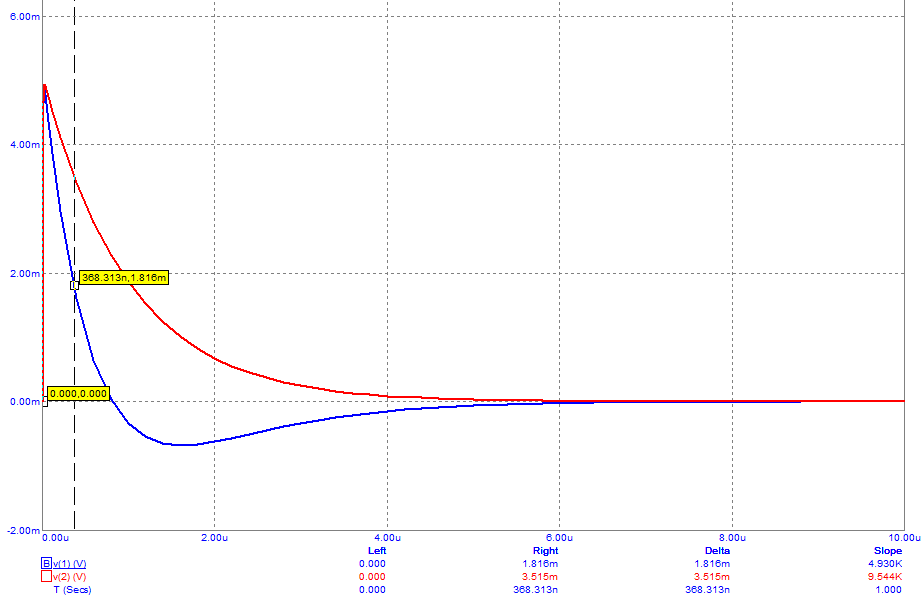 6.00m
4.00m
2.00m
368.313n,1.816m
0.00m
0.000,0.000
-2.00m
0.00u 2.00u 4.00u 6.00u 8.00u 10.00u
Left Right Delta Slope
B v(1) (V) 0.000 1.816m 1.816m 4.930K
v(2) (V) 0.000 3.515m 3.515m 9.544K
T (Secs) 0.000 368.313n 368.313n 1.000